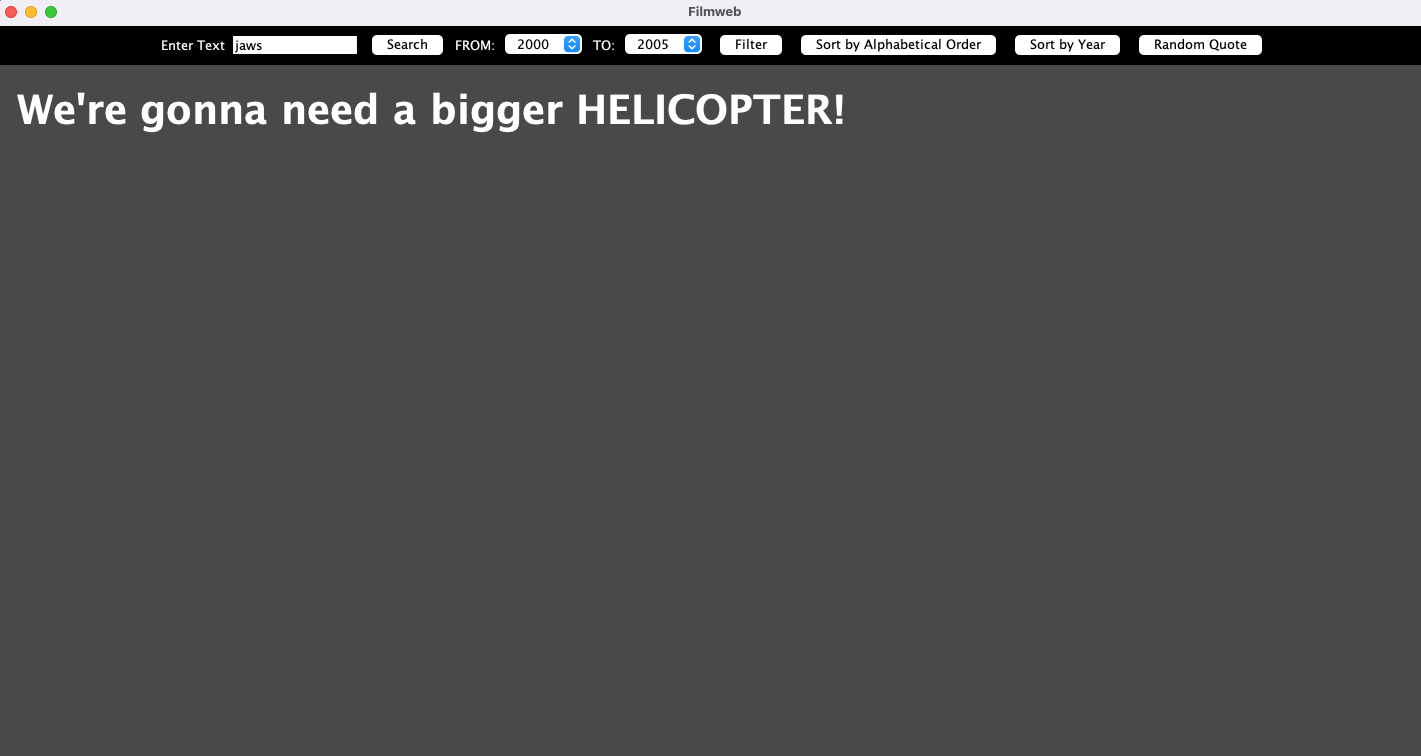 Filmweb
Enter Text jaws Search FROM: 2000 TO: 2005 Filter Sort by Alphabetical Order Sort by Year Random Quote
We're gonna need a bigger HELICOPTER!